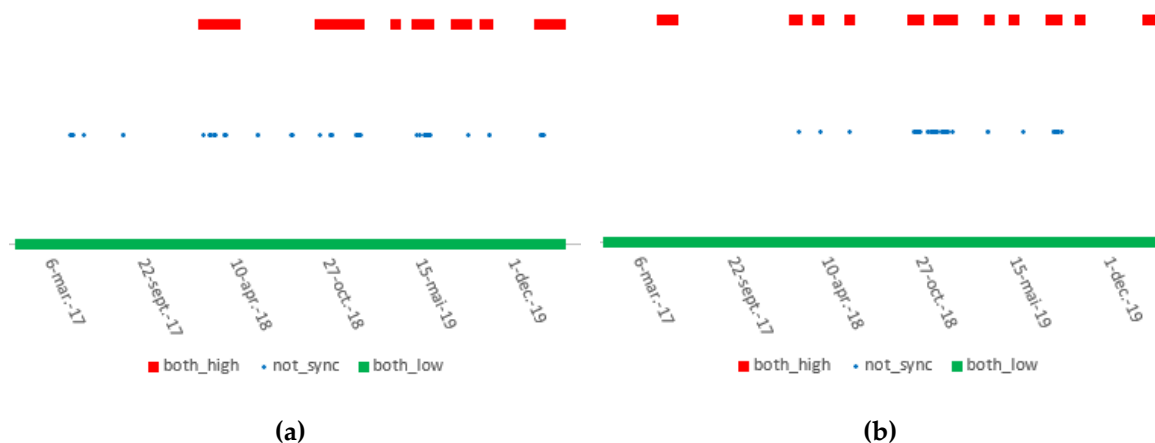 6-mar.-17 22-sept.-17 10-apr.-18 27-oct.-18 15-mai-19 1-dec.-19
both_high not_sync both_low
(a)
6-mar.-17 22-sept.-17 10-apr.-18 27-oct.-18 15-mai-19 1-dec.-19
both_high not_sync both_low
(b)